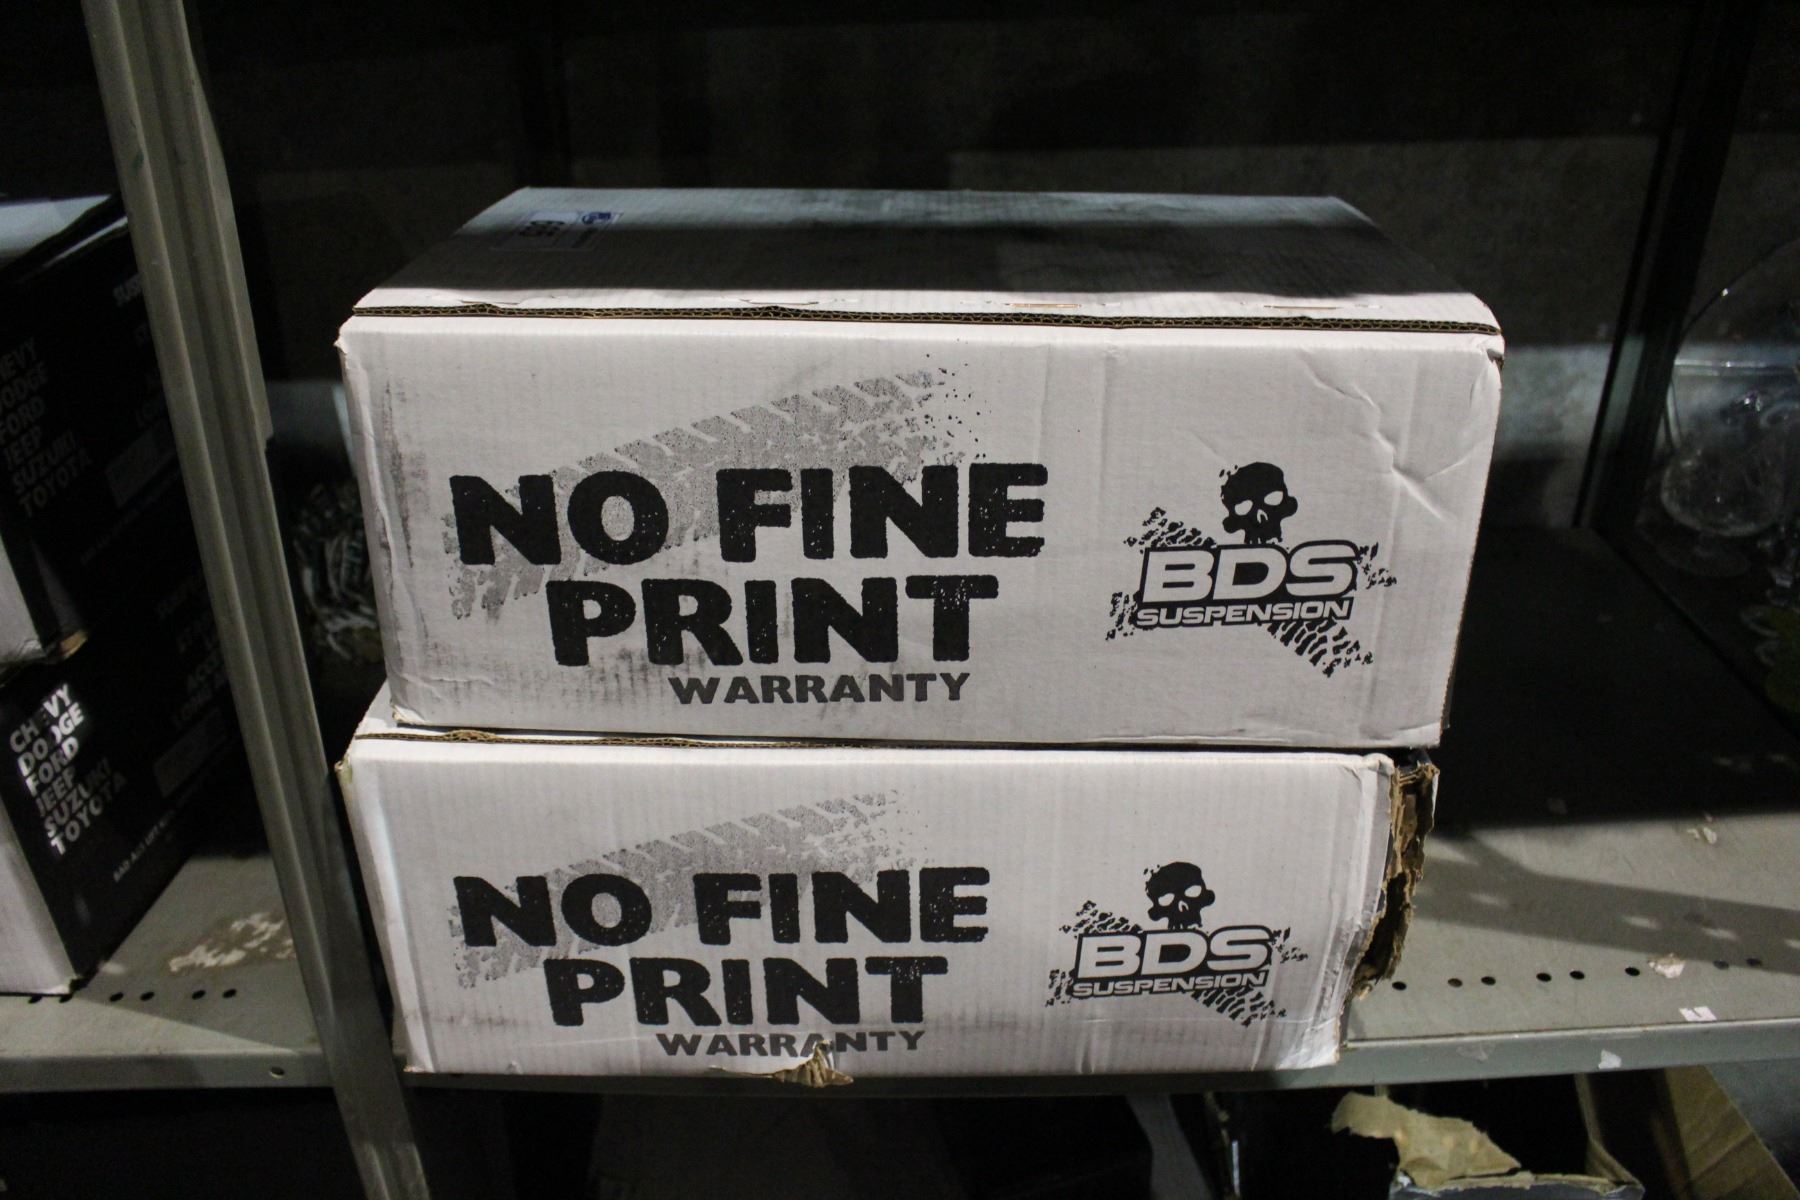 NO FINE
PRINT
WARRANTY
BDS
SUSPENSION
NO FINE
PRINT
WARRANTY
BDS
SUSPENSION
CHEVY
DODGE
FORD
JEEP
SUZUKI
TOYOTA
CHEVY
DODGE
FORD
JEEP
SUZUKI
TOYOTA